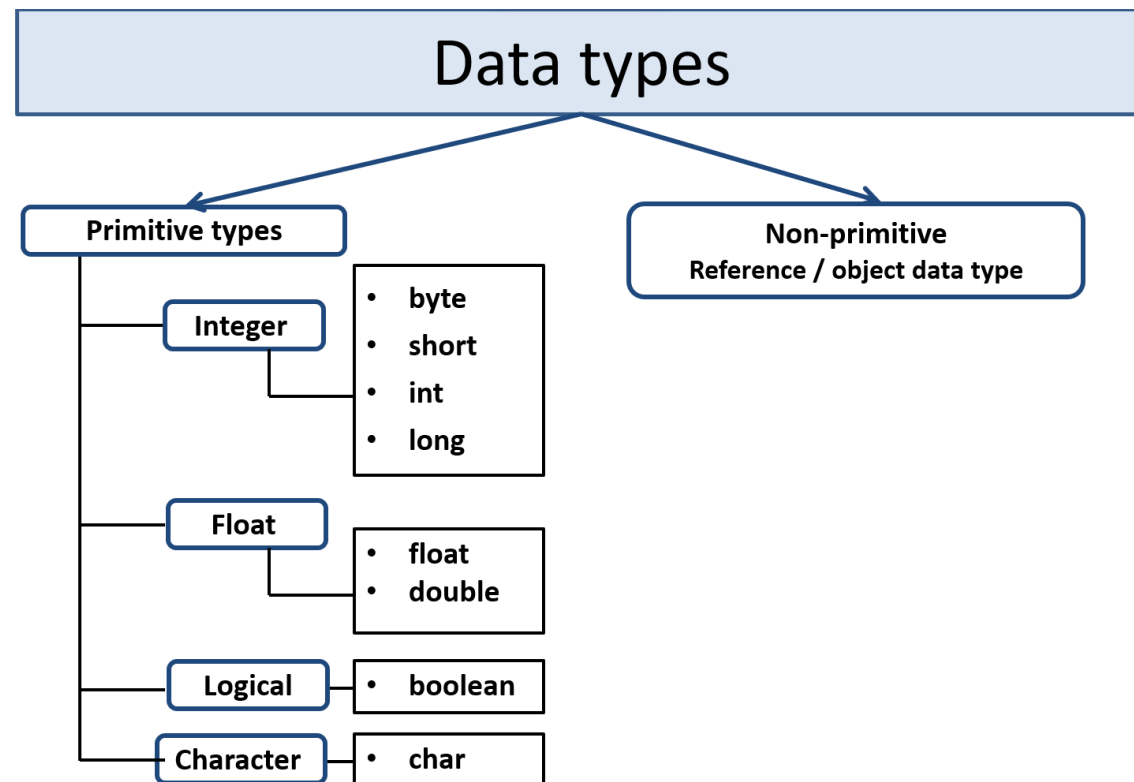 Data types
Primitive types
Non-primitive
Reference / object data type
Integer
• byte
• short
• int
• long
Float
• float
• double
Logical
• boolean
Character
• char